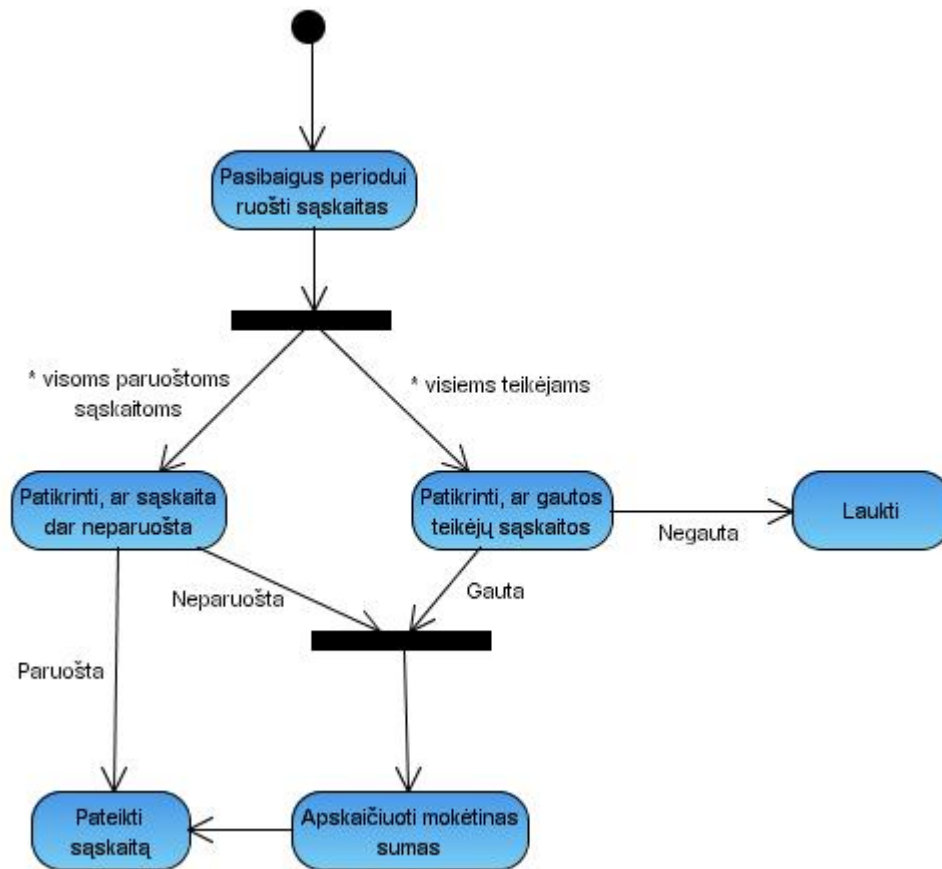 Pasibaigus periodui
ruošti sąskaitas
* visoms paruoštoms
sąskaitoms
* visiems teikėjams
Patikrinti, ar sąskaita
dar neparuošta
Patikrinti, ar gautos
teikėjų sąskaitos
Laukti
Negauta
Neparuošta
Gauta
Paruošta
Pateikti
sąskaitą
Apskaičiuoti mokėtinas
sumas